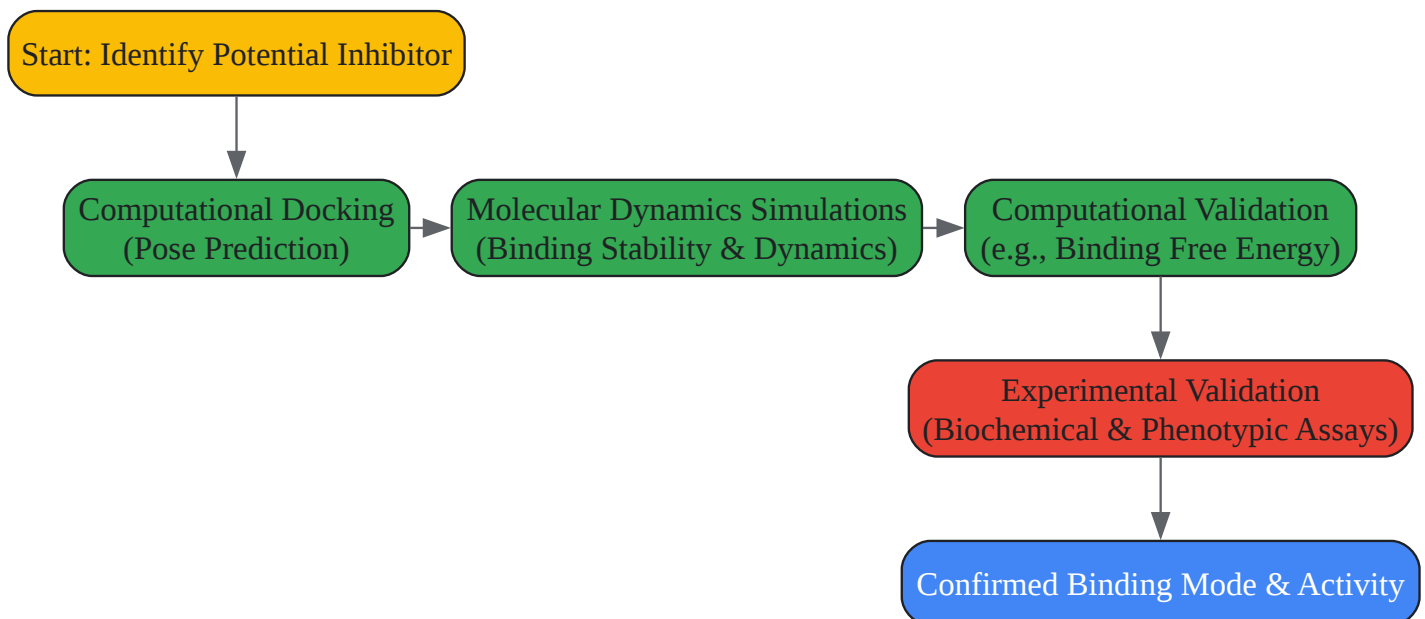 Start: Identify Potential Inhibitor
Computational Docking
(Pose Prediction)
Molecular Dynamics Simulations
(Binding Stability & Dynamics)
Computational Validation
(e.g., Binding Free Energy)
Experimental Validation
(Biochemical & Phenotypic Assays)
Confirmed Binding Mode & Activity